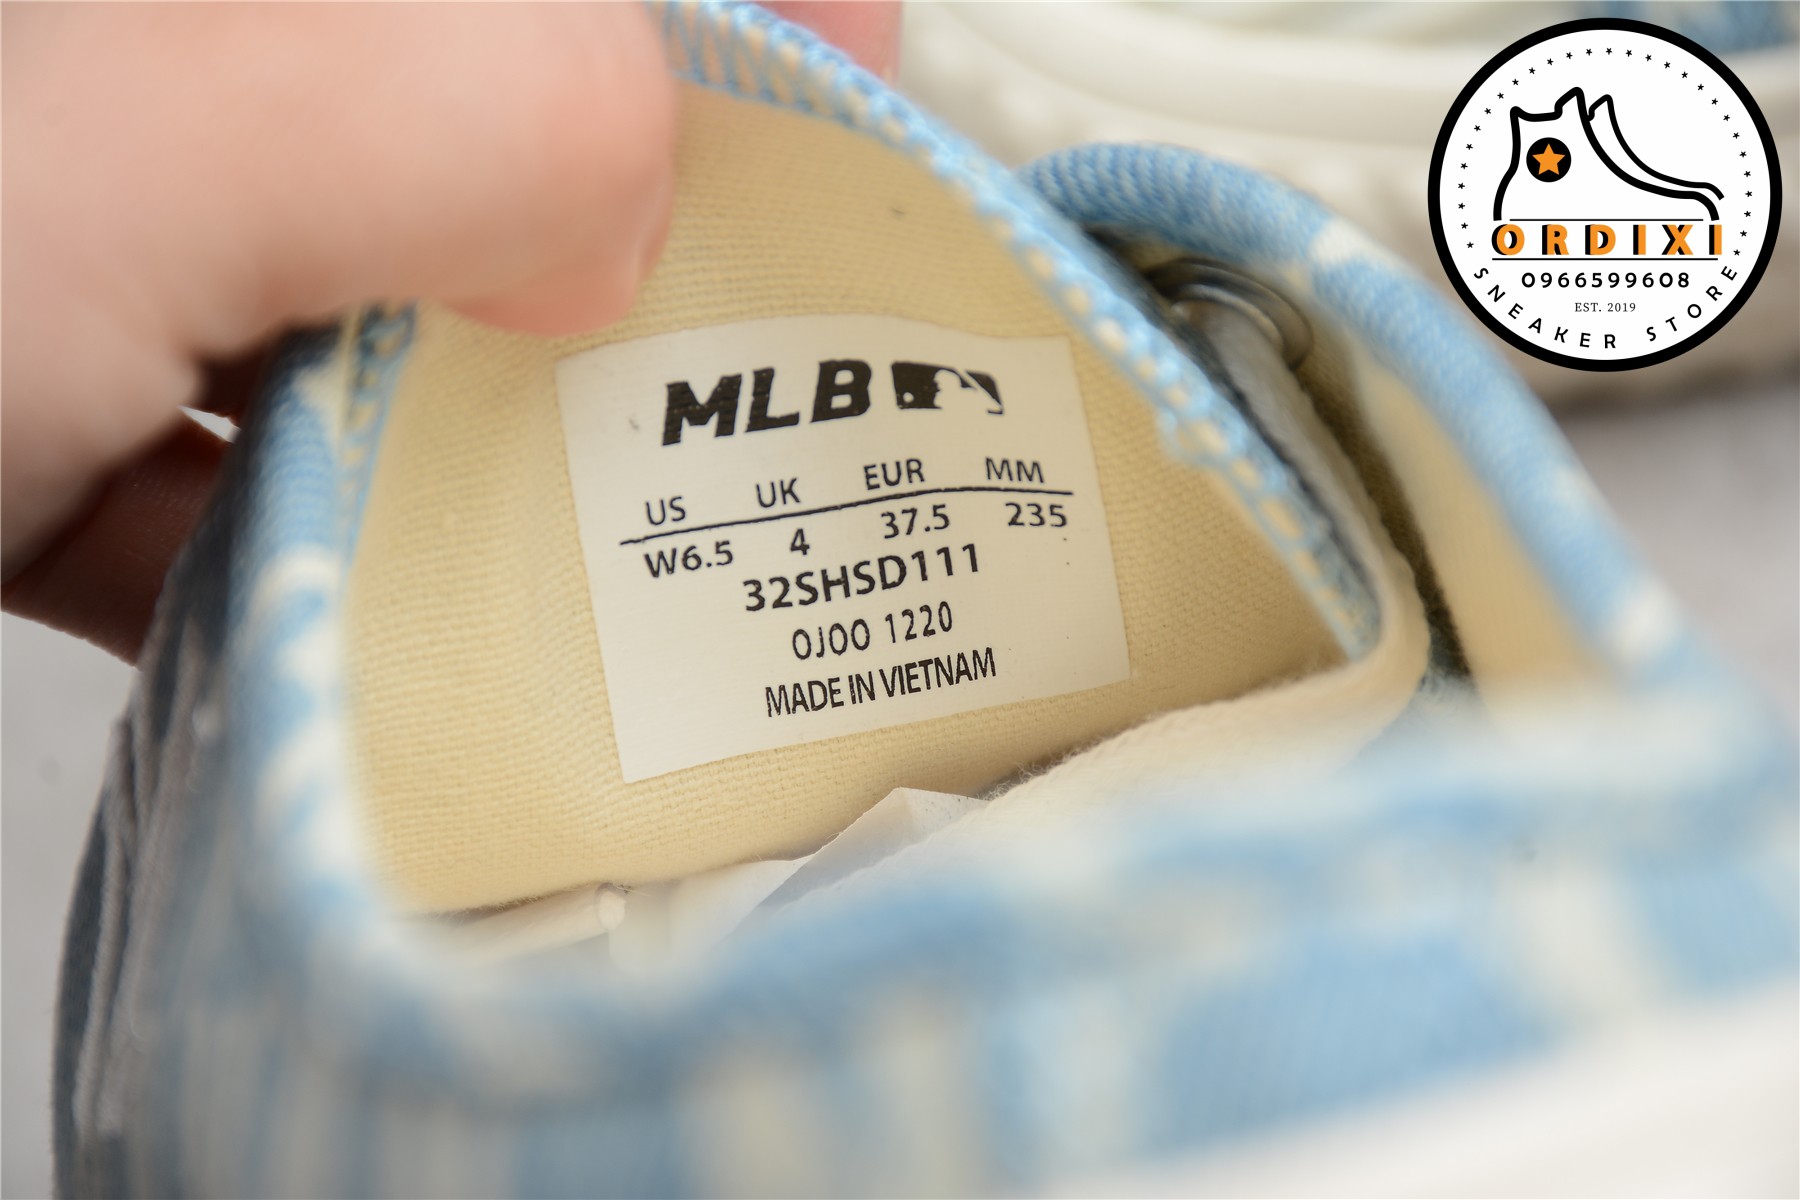 MLB
US UK EUR MM
W6.5 4 37.5 235
32SHSD111
OJOO 1220
MADE IN VIETNAM
ORDIXI
0966599608
EST. 2019
SNEAKER STORE